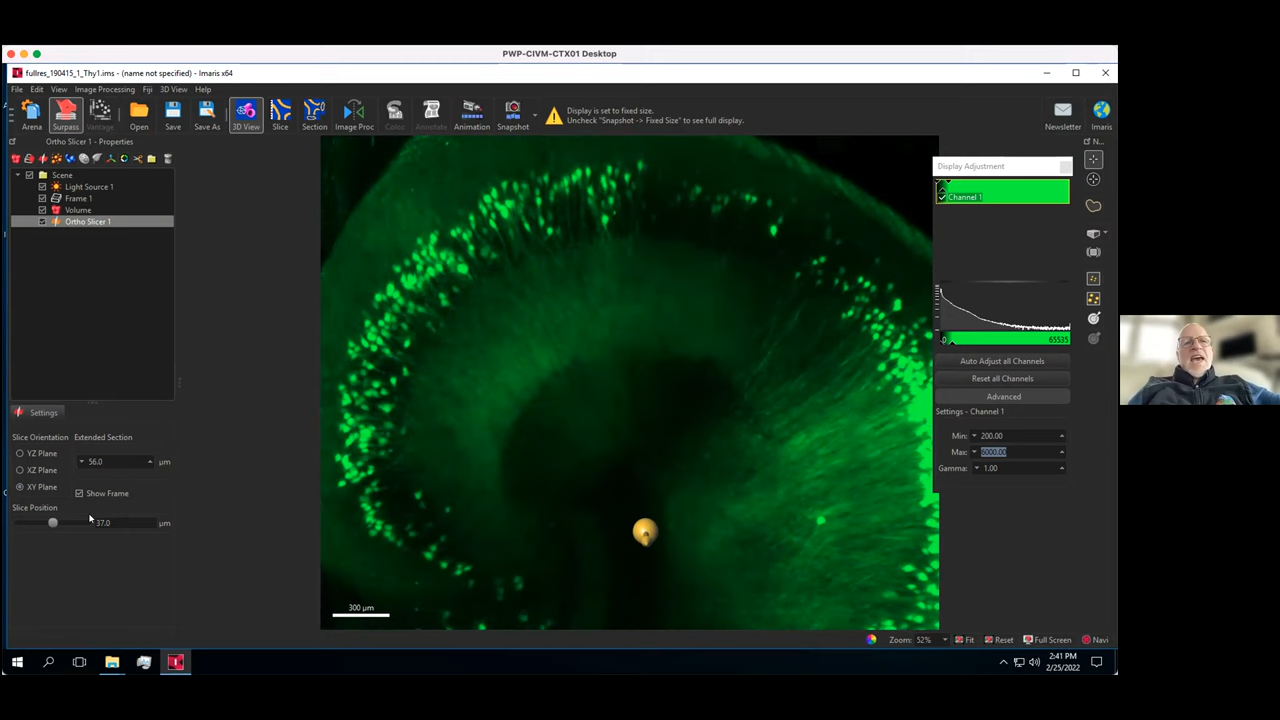 PWP-CIVM-CTX01 Desktop
fullres_190415_1_Thy1.ims - (name not specified) - Imaris x64
File Edit View Image Processing Fiji 3D View Help
Arena Surpass Vantage Open Save Save As 3D View Slice Section Image Proc Color Annotate Animation Snapshot
Display is set to fixed size.
Uncheck "Snapshot -> Fixed Size" to see full display.
Newsletter Imaris
Ortho Slicer 1 - Properties
N...
Scene
Light Source 1
Frame 1
Volume
Ortho Slicer 1
Display Adjustment
Channel 1
0 65535
Auto Adjust all Channels
Reset all Channels
Advanced
Settings - Channel 1
Min: 200.00
Max: 6000.00
Gamma: 1.00
Settings
Slice Orientation Extended Section
YZ Plane
56.0 µm
XZ Plane
XY Plane
Show Frame
Slice Position
37.0 µm
300 µm
Zoom: 52% Fit Reset Full Screen Navi
2:41 PM
2/25/2022